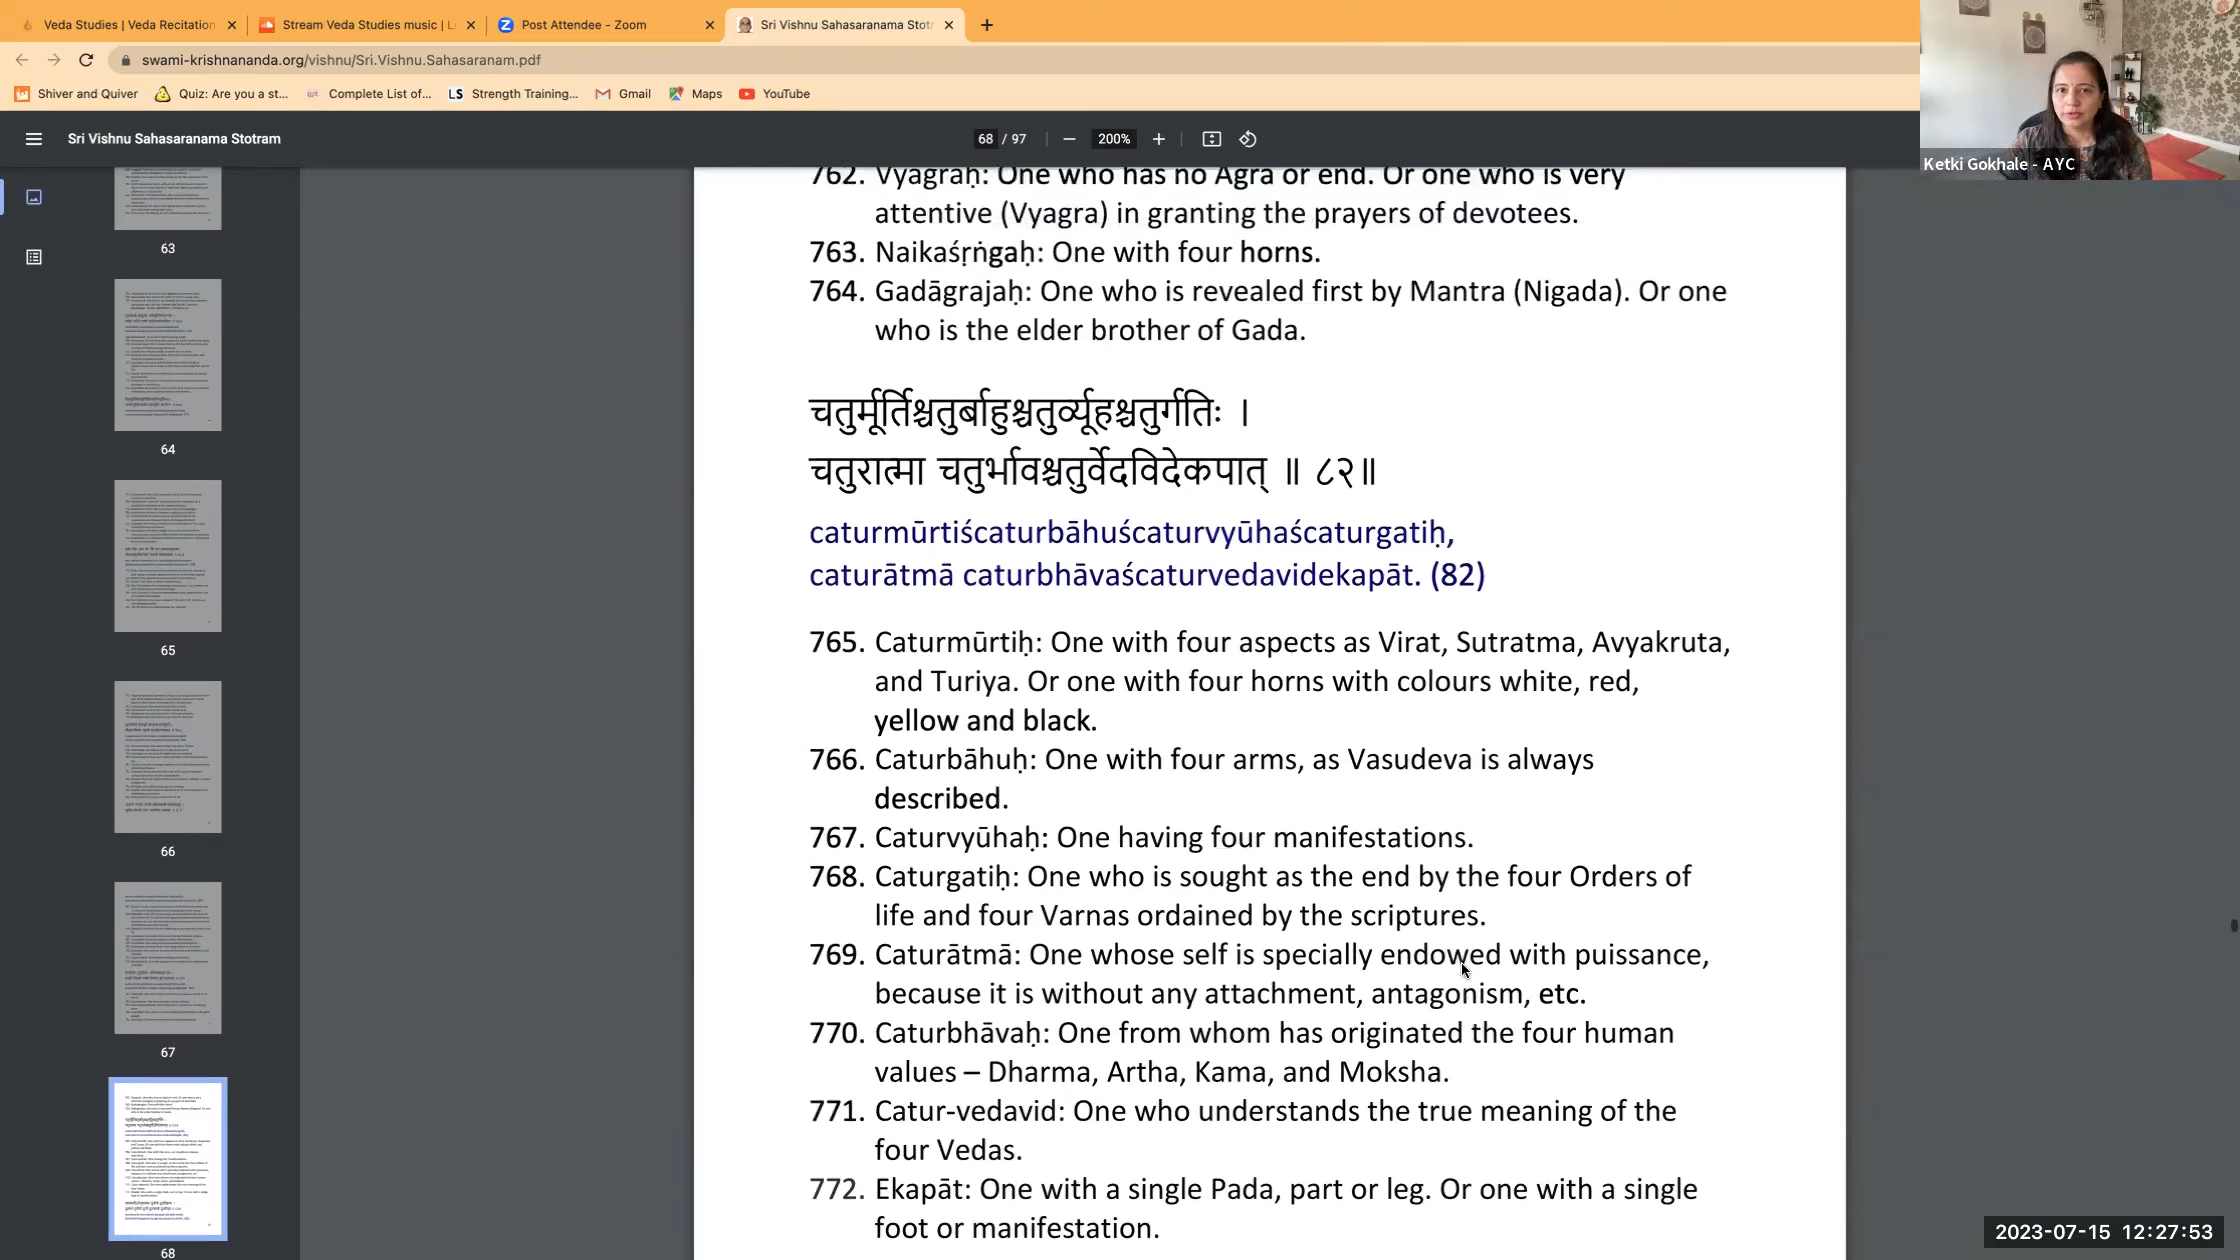 Veda Studies | Veda Recitation
Stream Veda Studies music | Li
Post Attendee - Zoom
Sri Vishnu Sahasaranama Stotr
swami-krishnananda.org/vishnu/Sri.Vishnu.Sahasaranam.pdf
Shiver and Quiver
Quiz: Are you a st...
Complete List of...
LS Strength Training...
Gmail
Maps
YouTube
Ketki Gokhale - AYC
Sri Vishnu Sahasaranama Stotram
68 / 97
200%
63
64
65
66
67
68
762. Vyagraḥ: One who has no Agra or end. Or one who is very
attentive (Vyagra) in granting the prayers of devotees.
763. Naikaśṛṅgaḥ: One with four horns.
764. Gadāgrajaḥ: One who is revealed first by Mantra (Nigada). Or one
who is the elder brother of Gada.
चतुर्मूर्तिश्चतुर्बाहुश्चतुर्व्यूहश्चतुर्गतिः ।
चतुरात्मा चतुर्भावश्चतुर्वेदविदेकपात् ॥ ८२॥
caturmūrtiścaturbāhuścaturvyūhaścaturgatiḥ,
caturātmā caturbhāvaścaturvedavidekapāt. (82)
765. Caturmūrtiḥ: One with four aspects as Virat, Sutratma, Avyakruta,
and Turiya. Or one with four horns with colours white, red,
yellow and black.
766. Caturbāhuḥ: One with four arms, as Vasudeva is always
described.
767. Caturvyūhaḥ: One having four manifestations.
768. Caturgatiḥ: One who is sought as the end by the four Orders of
life and four Varnas ordained by the scriptures.
769. Caturātmā: One whose self is specially endowed with puissance,
because it is without any attachment, antagonism, etc.
770. Caturbhāvaḥ: One from whom has originated the four human
values – Dharma, Artha, Kama, and Moksha.
771. Catur-vedavid: One who understands the true meaning of the
four Vedas.
772. Ekapāt: One with a single Pada, part or leg. Or one with a single
foot or manifestation.
2023-07-15 12:27:53